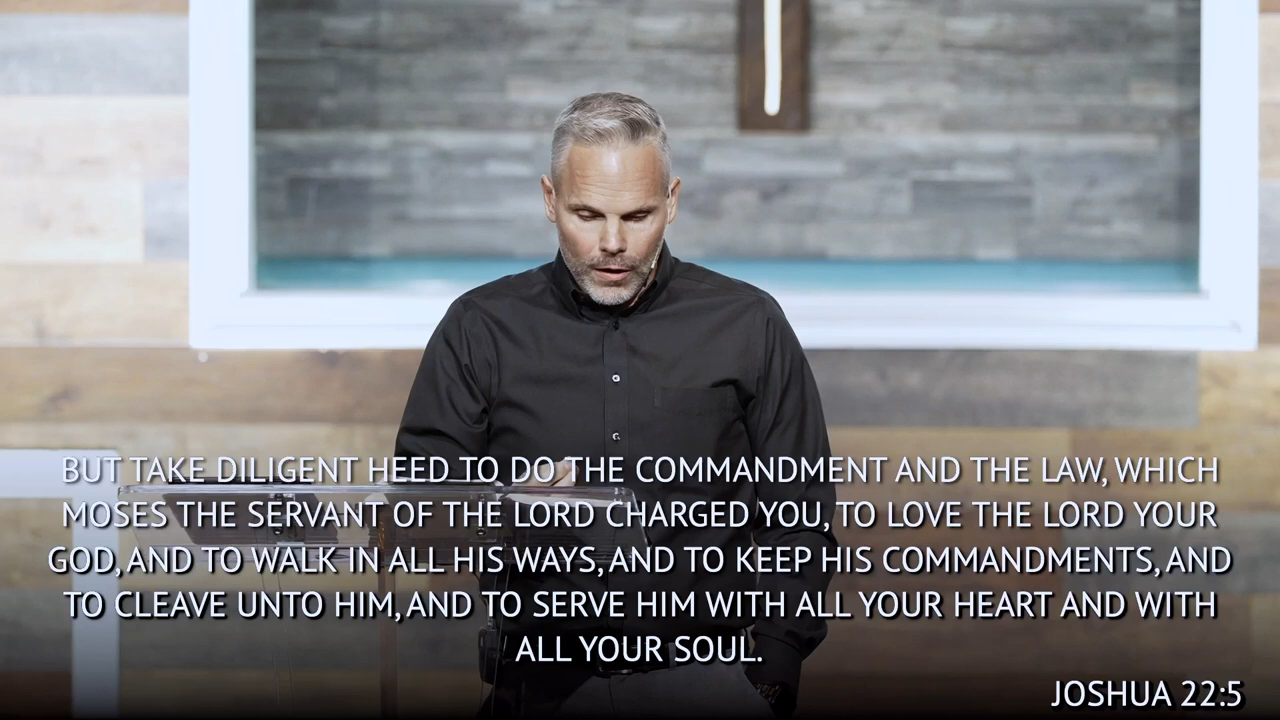 BUT TAKE DILIGENT HEED TO DO THE COMMANDMENT AND THE LAW, WHICH
MOSES THE SERVANT OF THE LORD CHARGED YOU, TO LOVE THE LORD YOUR
GOD, AND TO WALK IN ALL HIS WAYS, AND TO KEEP HIS COMMANDMENTS, AND
TO CLEAVE UNTO HIM, AND TO SERVE HIM WITH ALL YOUR HEART AND WITH
ALL YOUR SOUL.
JOSHUA 22:5